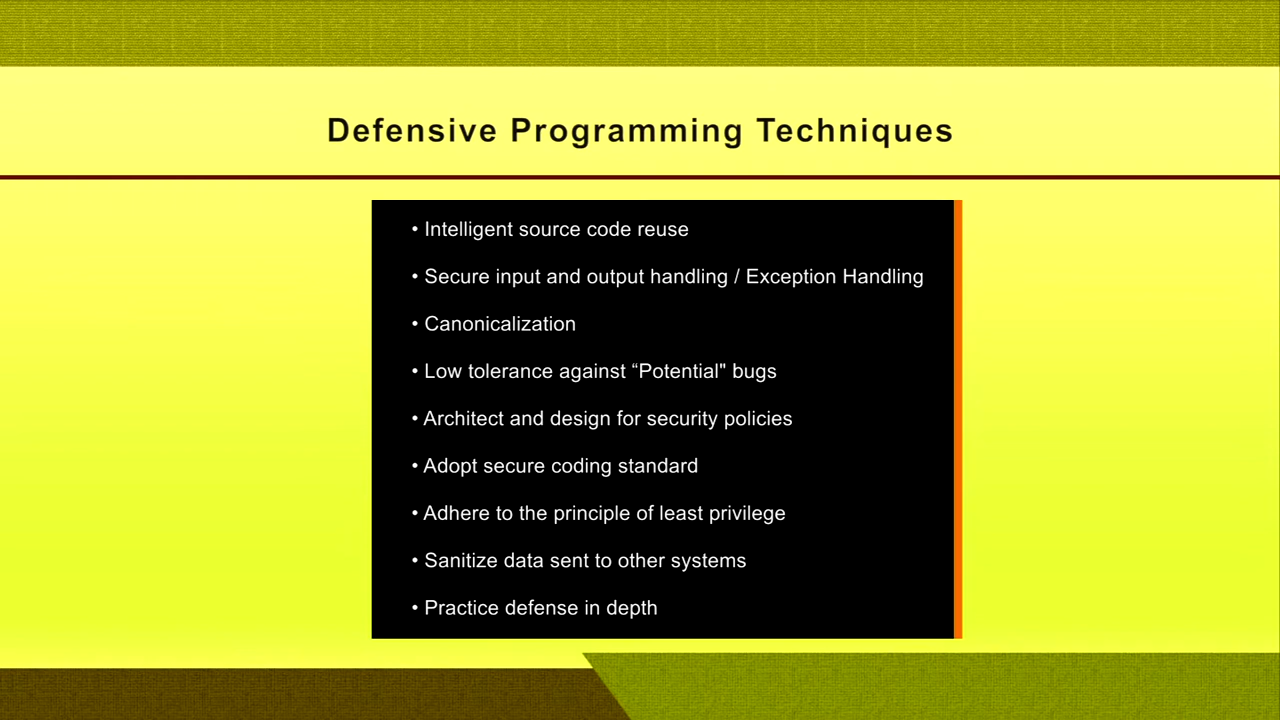 Defensive Programming Techniques
• Intelligent source code reuse
• Secure input and output handling / Exception Handling
• Canonicalization
• Low tolerance against “Potential" bugs
• Architect and design for security policies
• Adopt secure coding standard
• Adhere to the principle of least privilege
• Sanitize data sent to other systems
• Practice defense in depth